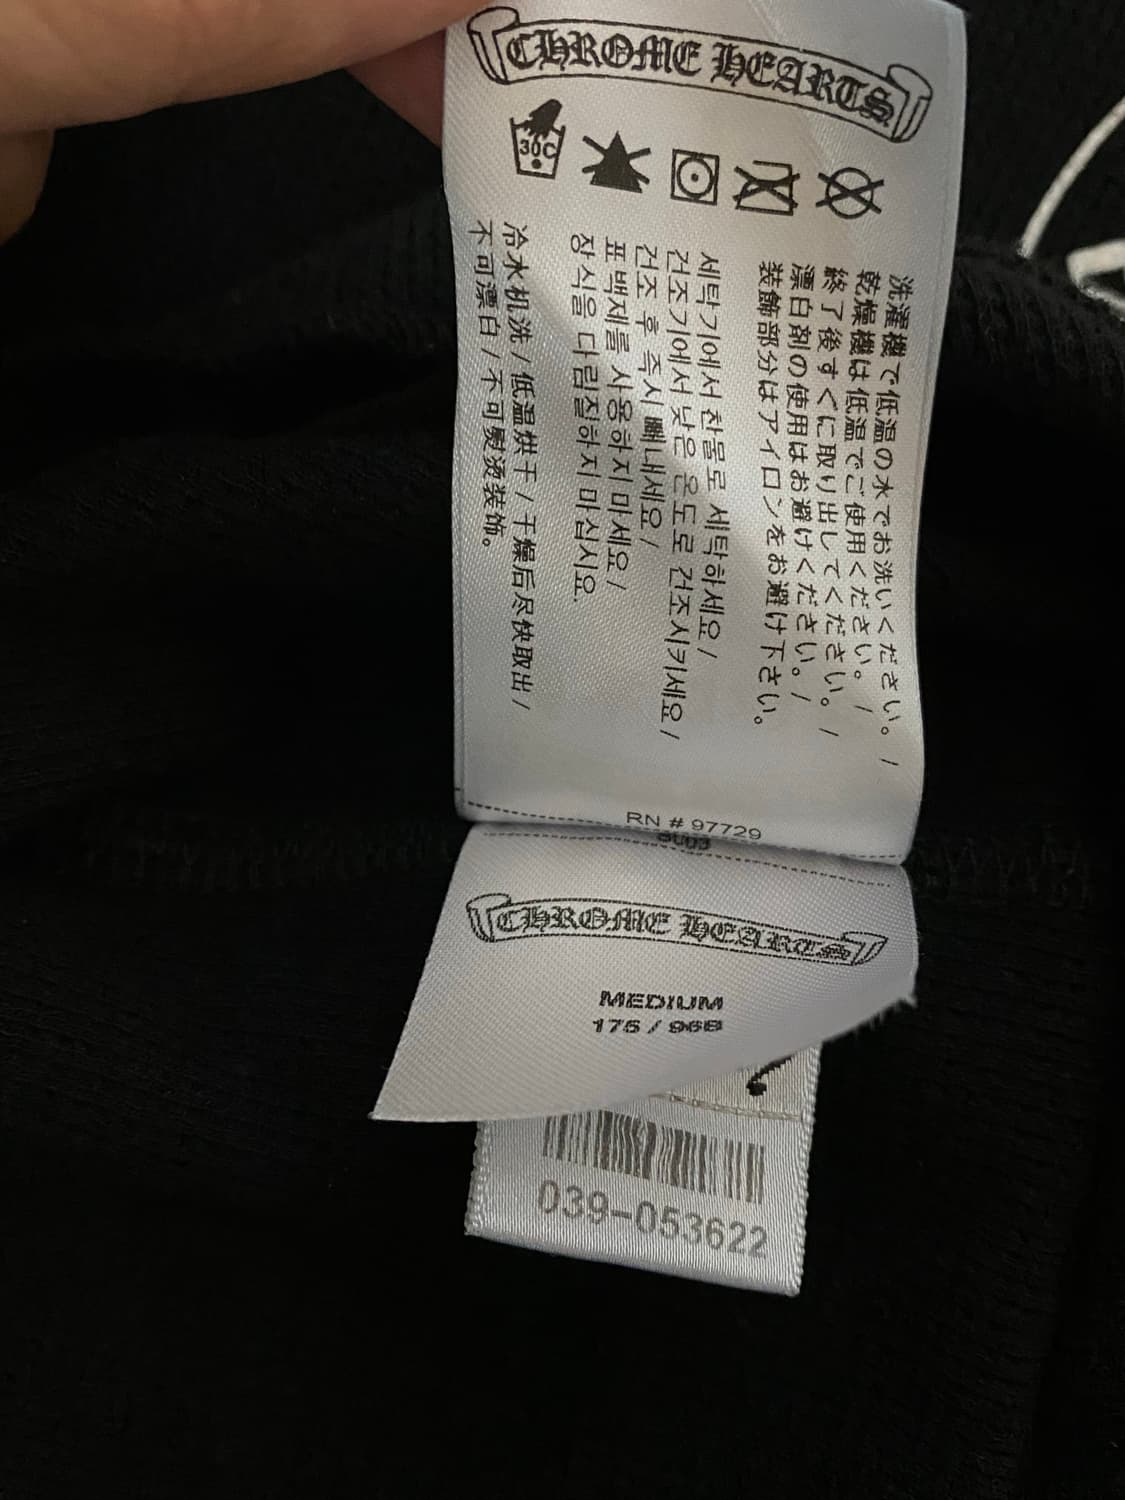 CHROME HEARTS
30C
洗濯機で低温の水でお洗いください。 /
乾燥機は低温でご使用ください。 /
終了後すぐに取り出してください。 /
漂白剤の使用はお避けください。 /
装飾部分はアイロンをお避け下さい。
세탁기에서 찬물로 세탁하세요 /
건조기에서 낮은 온도로 건조시키세요 /
건조 후 즉시 빼내세요 /
표백제를 사용하지 마세요 /
장식을 다림질하지 마십시요.
冷水机洗 / 低温烘干 / 干燥后尽快取出 /
不可漂白 / 不可熨烫装饰。
RN # 97729
CHROME HEARTS
MEDIUM
175 / 96B
039-053622